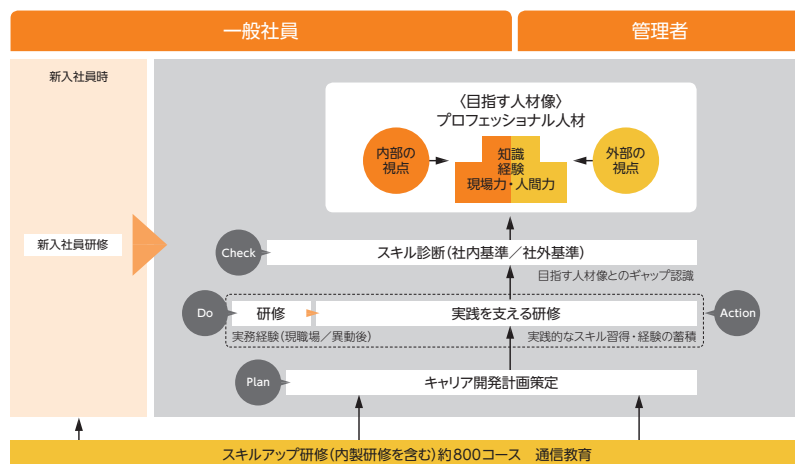 一般社員
管理者
新入社員時
新入社員研修
〈目指す人材像〉
プロフェッショナル人材
内部の
視点
知識
経験
現場力・人間力
外部の
視点
Check
スキル診断(社内基準／社外基準)
目指す人材像とのギャップ認識
Do
研修
実践を支える研修
Action
実務経験(現職場／異動後)
実践的なスキル習得・経験の蓄積
Plan
キャリア開発計画策定
スキルアップ研修(内製研修を含む)約800コース　通信教育